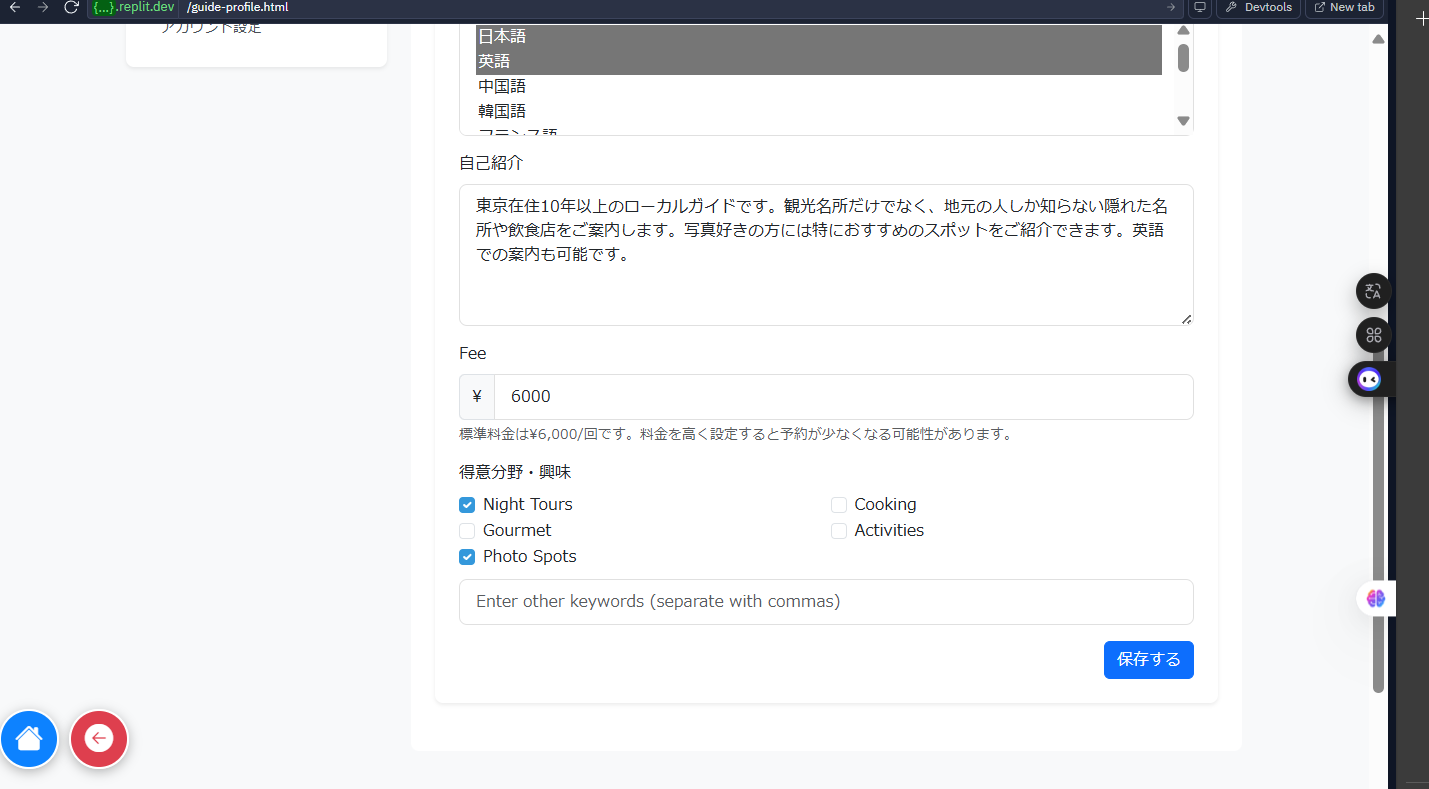 {...}.replit.dev /guide-profile.html
Devtools
New tab
アカウント設定
日本語
英語
中国語
韓国語
フランス語
自己紹介
東京在住10年以上のローカルガイドです。観光名所だけでなく、地元の人しか知らない隠れた名
所や飲食店をご案内します。写真好きの方には特におすすめのスポットをご紹介できます。英語
での案内も可能です。
Fee
¥ 6000
標準料金は¥6,000/回です。料金を高く設定すると予約が少なくなる可能性があります。
得意分野・興味
Night Tours
Cooking
Gourmet
Activities
Photo Spots
Enter other keywords (separate with commas)
保存する